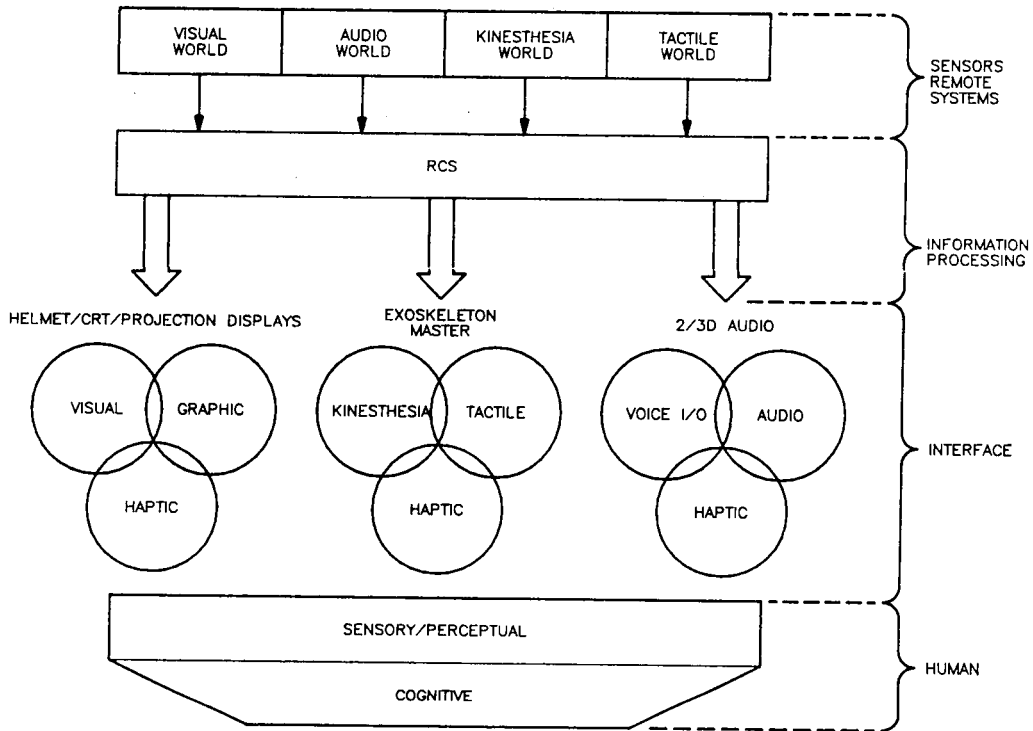 VISUAL
WORLD
AUDIO
WORLD
KINESTHESIA
WORLD
TACTILE
WORLD
SENSORS
REMOTE
SYSTEMS
RCS
INFORMATION
PROCESSING
HELMET/CRT/PROJECTION DISPLAYS
EXOSKELETON
MASTER
2/3D AUDIO
VISUAL
GRAPHIC
HAPTIC
KINESTHESIA
TACTILE
HAPTIC
VOICE I/O
AUDIO
HAPTIC
INTERFACE
SENSORY/PERCEPTUAL
COGNITIVE
HUMAN